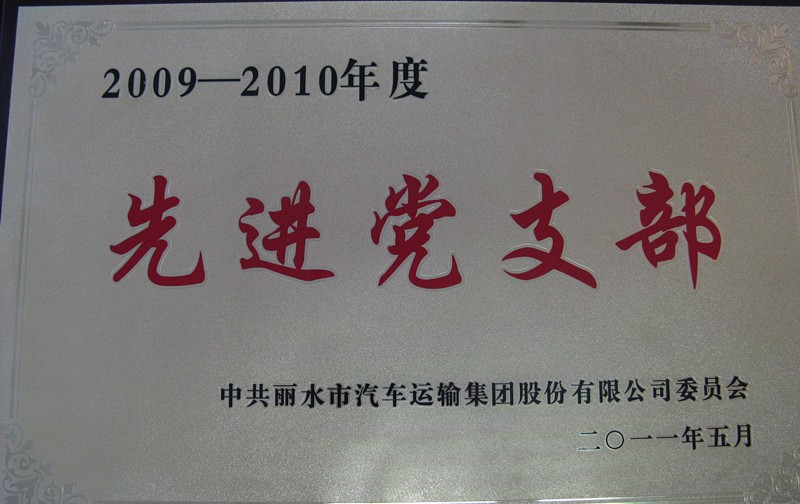 2009—2010年度
先进党支部
中共丽水市汽车运输集团股份有限公司委员会
二〇一一年五月